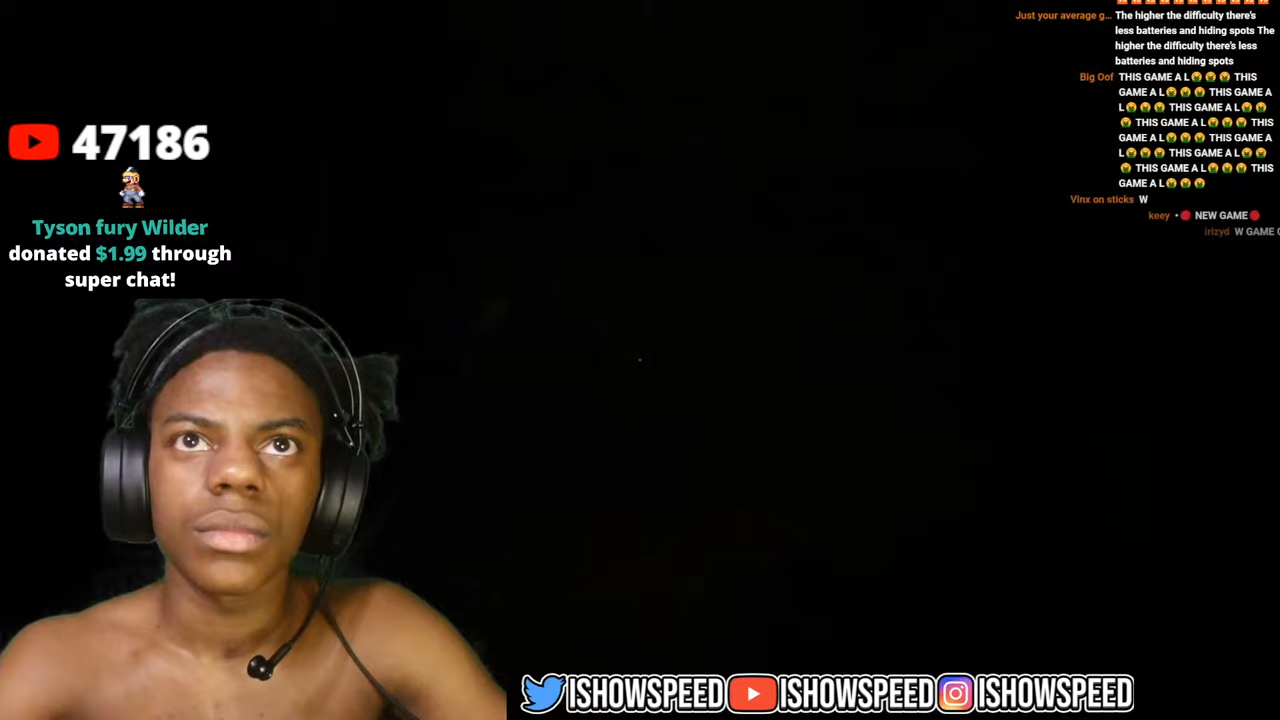 47186
Tyson fury Wilder
donated $1.99 through
super chat!
Just your average g... The higher the difficulty there's
less batteries and hiding spots The
higher the difficulty there's less
batteries and hiding spots
Big Oof THIS GAME A L🤮🤮🤮 THIS
GAME A L🤮🤮🤮 THIS GAME A
L🤮🤮🤮 THIS GAME A L🤮🤮
🤮 THIS GAME A L🤮🤮🤮 THIS
GAME A L🤮🤮🤮 THIS GAME A
L🤮🤮🤮 THIS GAME A L🤮🤮
🤮 THIS GAME A L🤮🤮🤮 THIS
GAME A L🤮🤮🤮
Vinx on sticks W
keey •🔴 NEW GAME🔴
irizyd W GAME
ISHOWSPEED ISHOWSPEED ISHOWSPEED